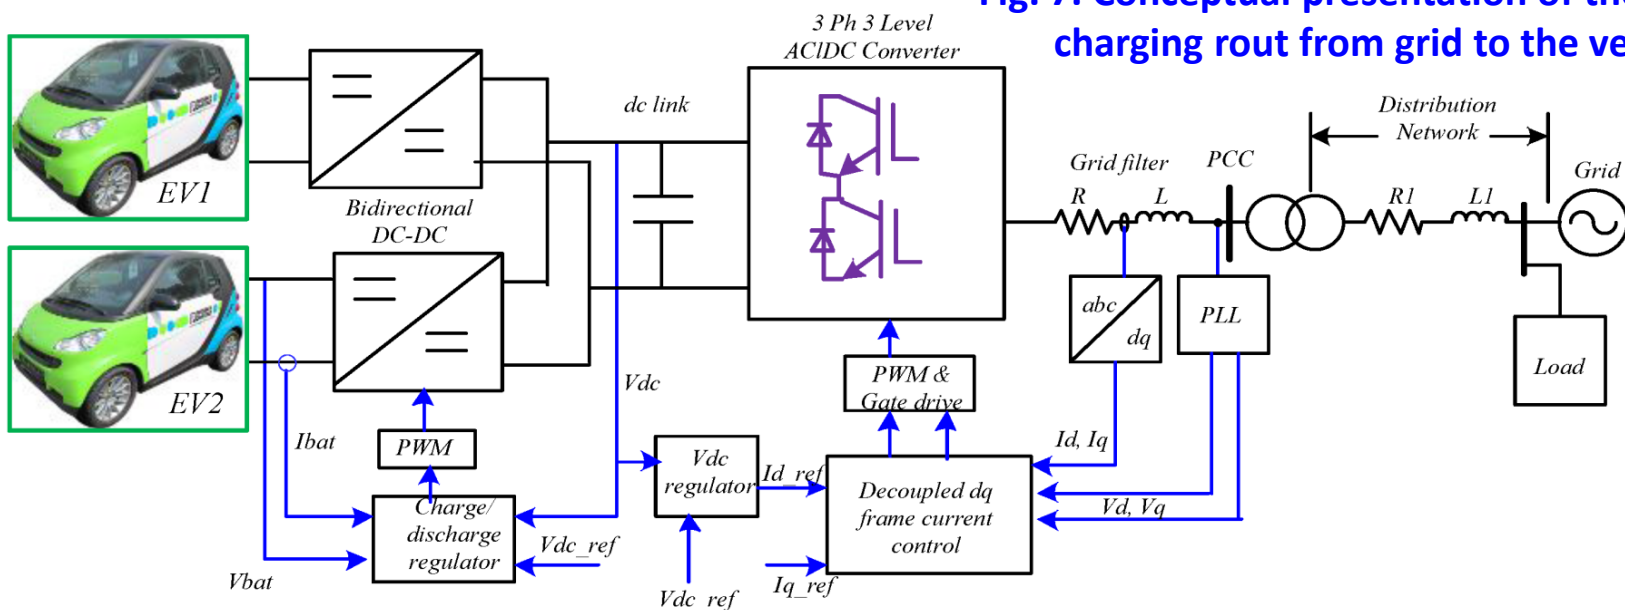 Fig. 7. Conceptual presentation of the
charging rout from grid to the ve
3 Ph 3 Level
AC|DC Converter
dc link
Distribution
Network
Grid filter
PCC
Grid
R
L
R1
L1
EV1
Bidirectional
DC-DC
abc
dq
PLL
Load
EV2
Vdc
PWM &
Gate drive
Ibat
PWM
Id, Iq
Vdc
regulator
Id_ref
Decoupled dq
frame current
control
Vd, Vq
Charge/
discharge
regulator
Vdc_ref
Vbat
Vdc_ref
Iq_ref